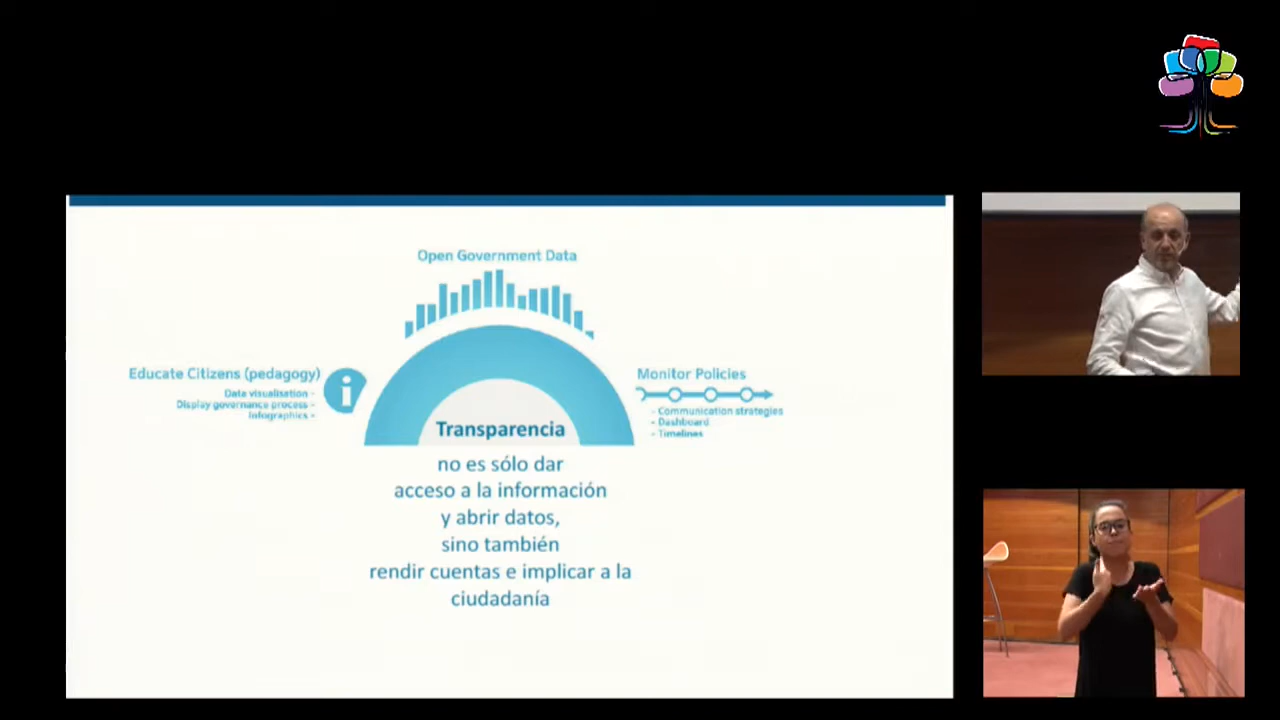 Open Government Data
Educate Citizens (pedagogy)
Data visualisation -
Display governance process -
Infographics -
i
Monitor Policies
- Communication strategies
- Dashboard
- Timelines
Transparencia
no es sólo dar
acceso a la información
y abrir datos,
sino también
rendir cuentas e implicar a la
ciudadanía